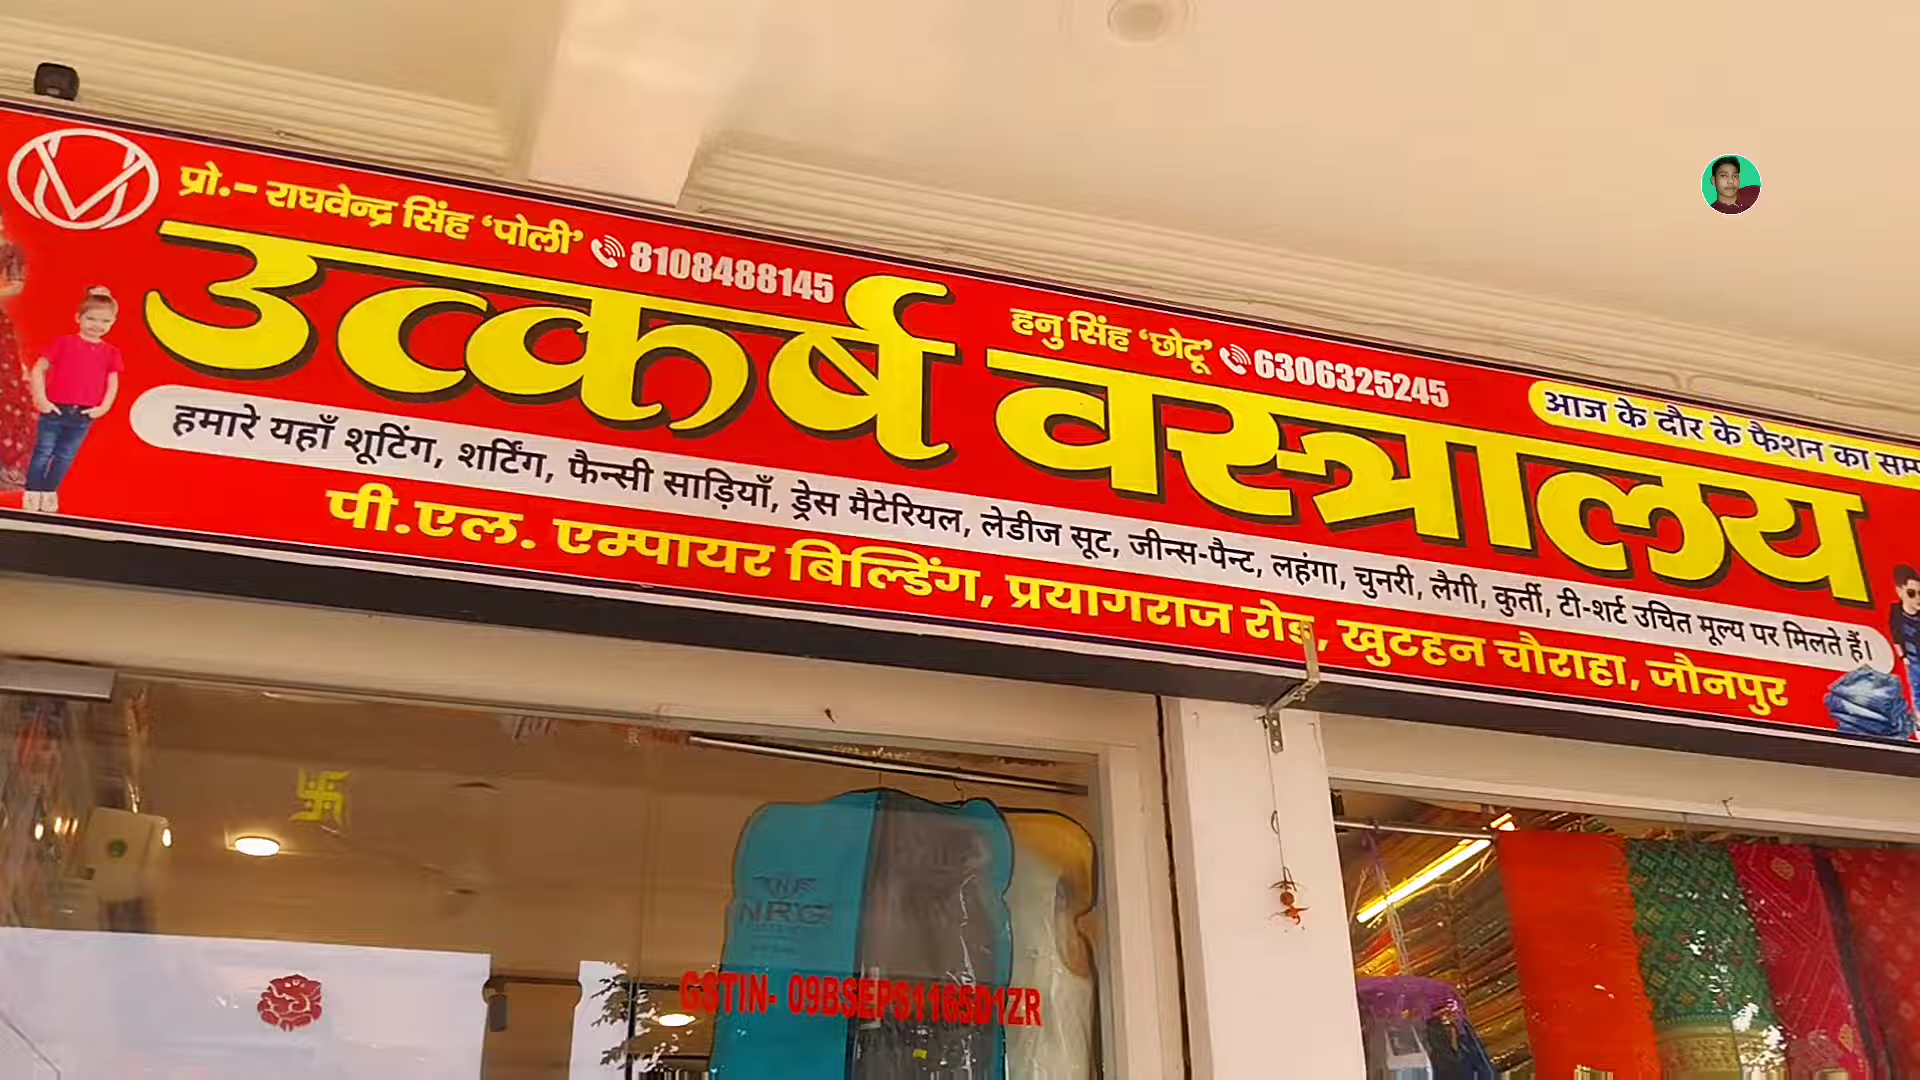 प्रो.- राघवेन्द्र सिंह 'पोली' 8108488145
हनु सिंह 'छोटू' 6306325245
उत्कर्ष वस्त्रालय
आज के दौर के फैशन का
हमारे यहाँ शूटिंग, शर्टिंग, फैन्सी साड़ियाँ, ड्रेस मैटेरियल, लेडीज सूट, जीन्स-पैन्ट, लहंगा, चुनरी, लैगी, कुर्ती, टी-शर्ट उचित मूल्य पर मिलते हैं।
पी.एल. एम्पायर बिल्डिंग, प्रयागराज रोड, खुटहन चौराहा, जौनपुर
NRG
GSTIN- 09BSEPS1165D1ZR